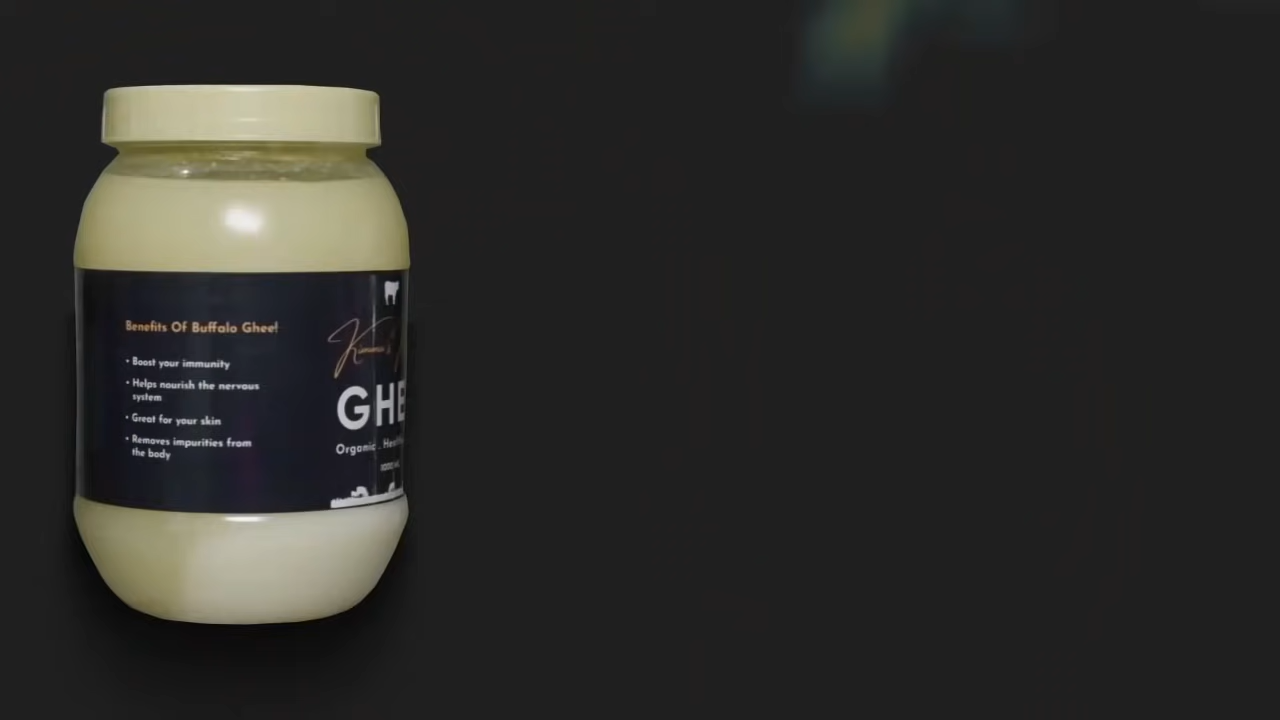 Benefits Of Buffalo Ghee!
• Boost your immunity
• Helps nourish the nervous
system
• Great for your skin
• Removes impurities from
the body
GHE
Organic . Health